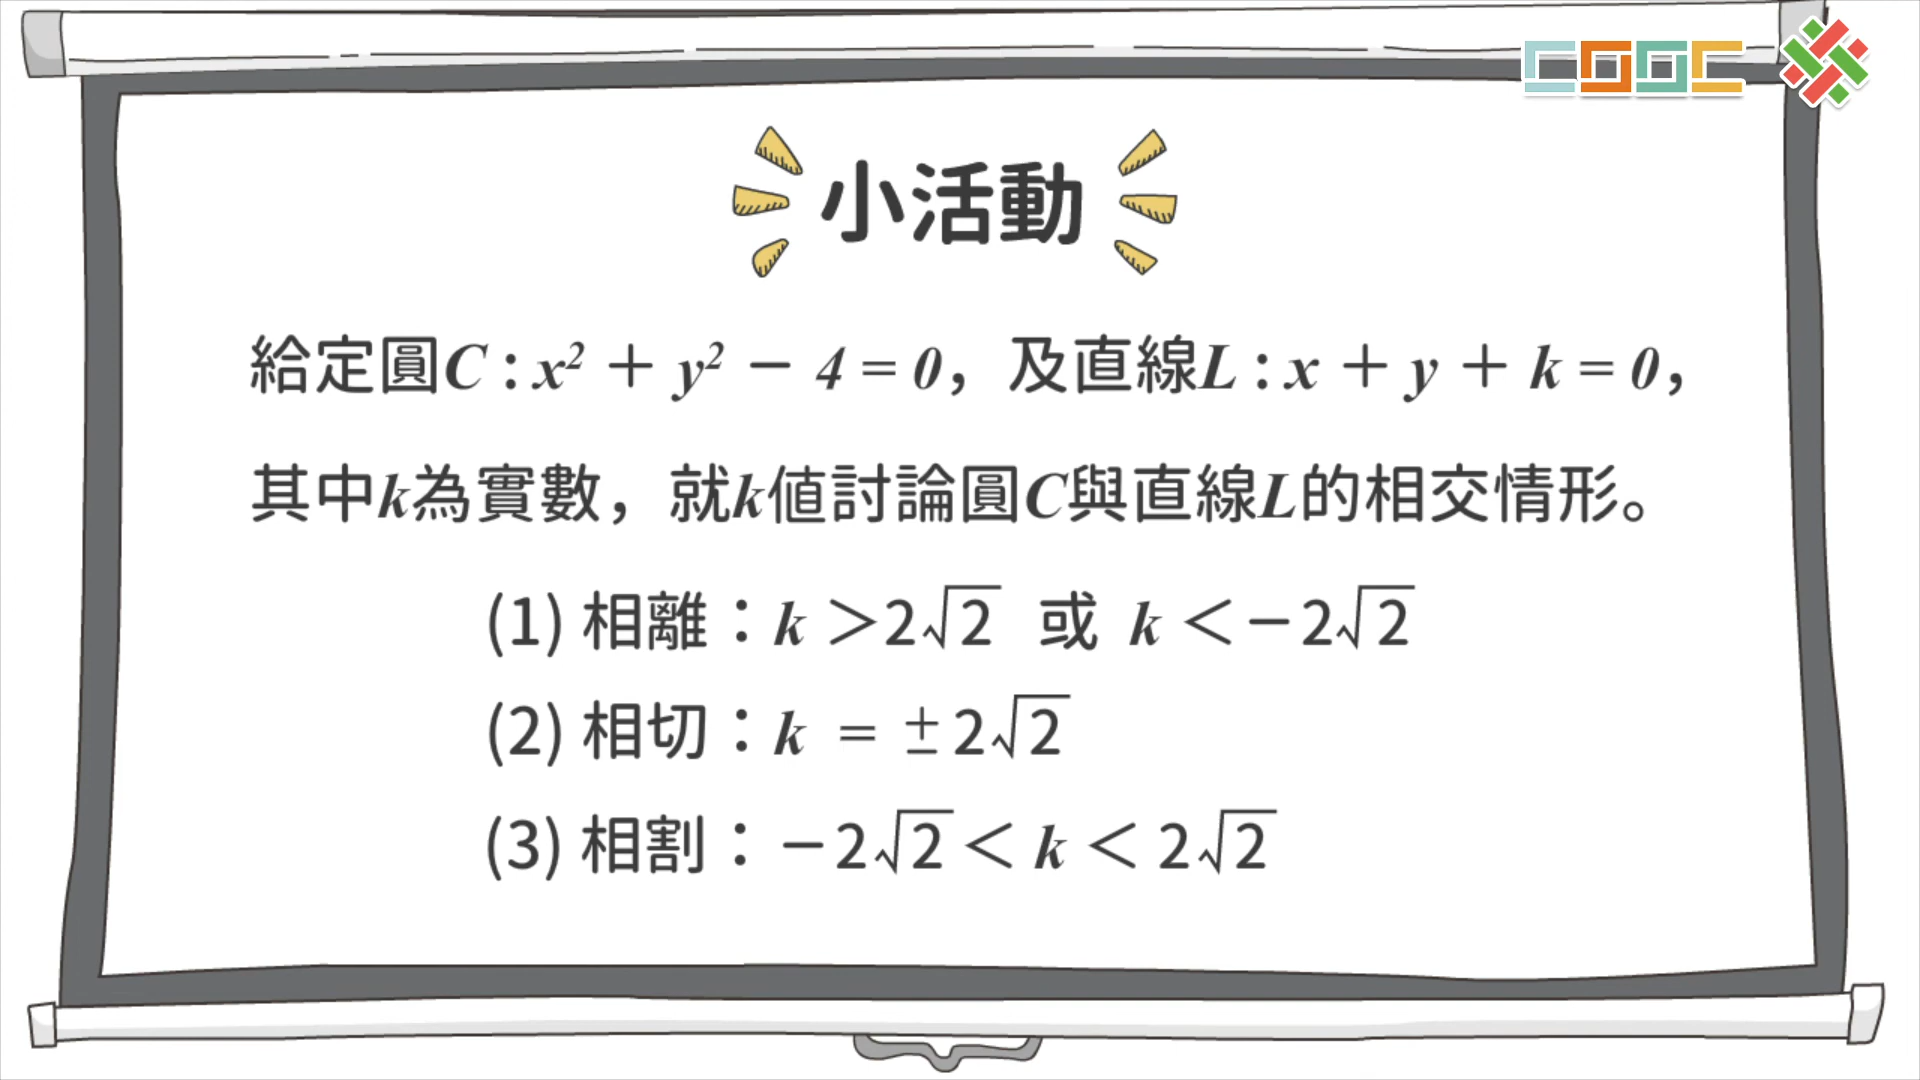 小活動
給定圓C : x² + y² − 4 = 0，及直線L : x + y + k = 0，
其中k為實數，就k值討論圓C與直線L的相交情形。
(1) 相離：k ＞2√2 或 k ＜−2√2
(2) 相切：k = ±2√2
(3) 相割：−2√2＜ k ＜ 2√2